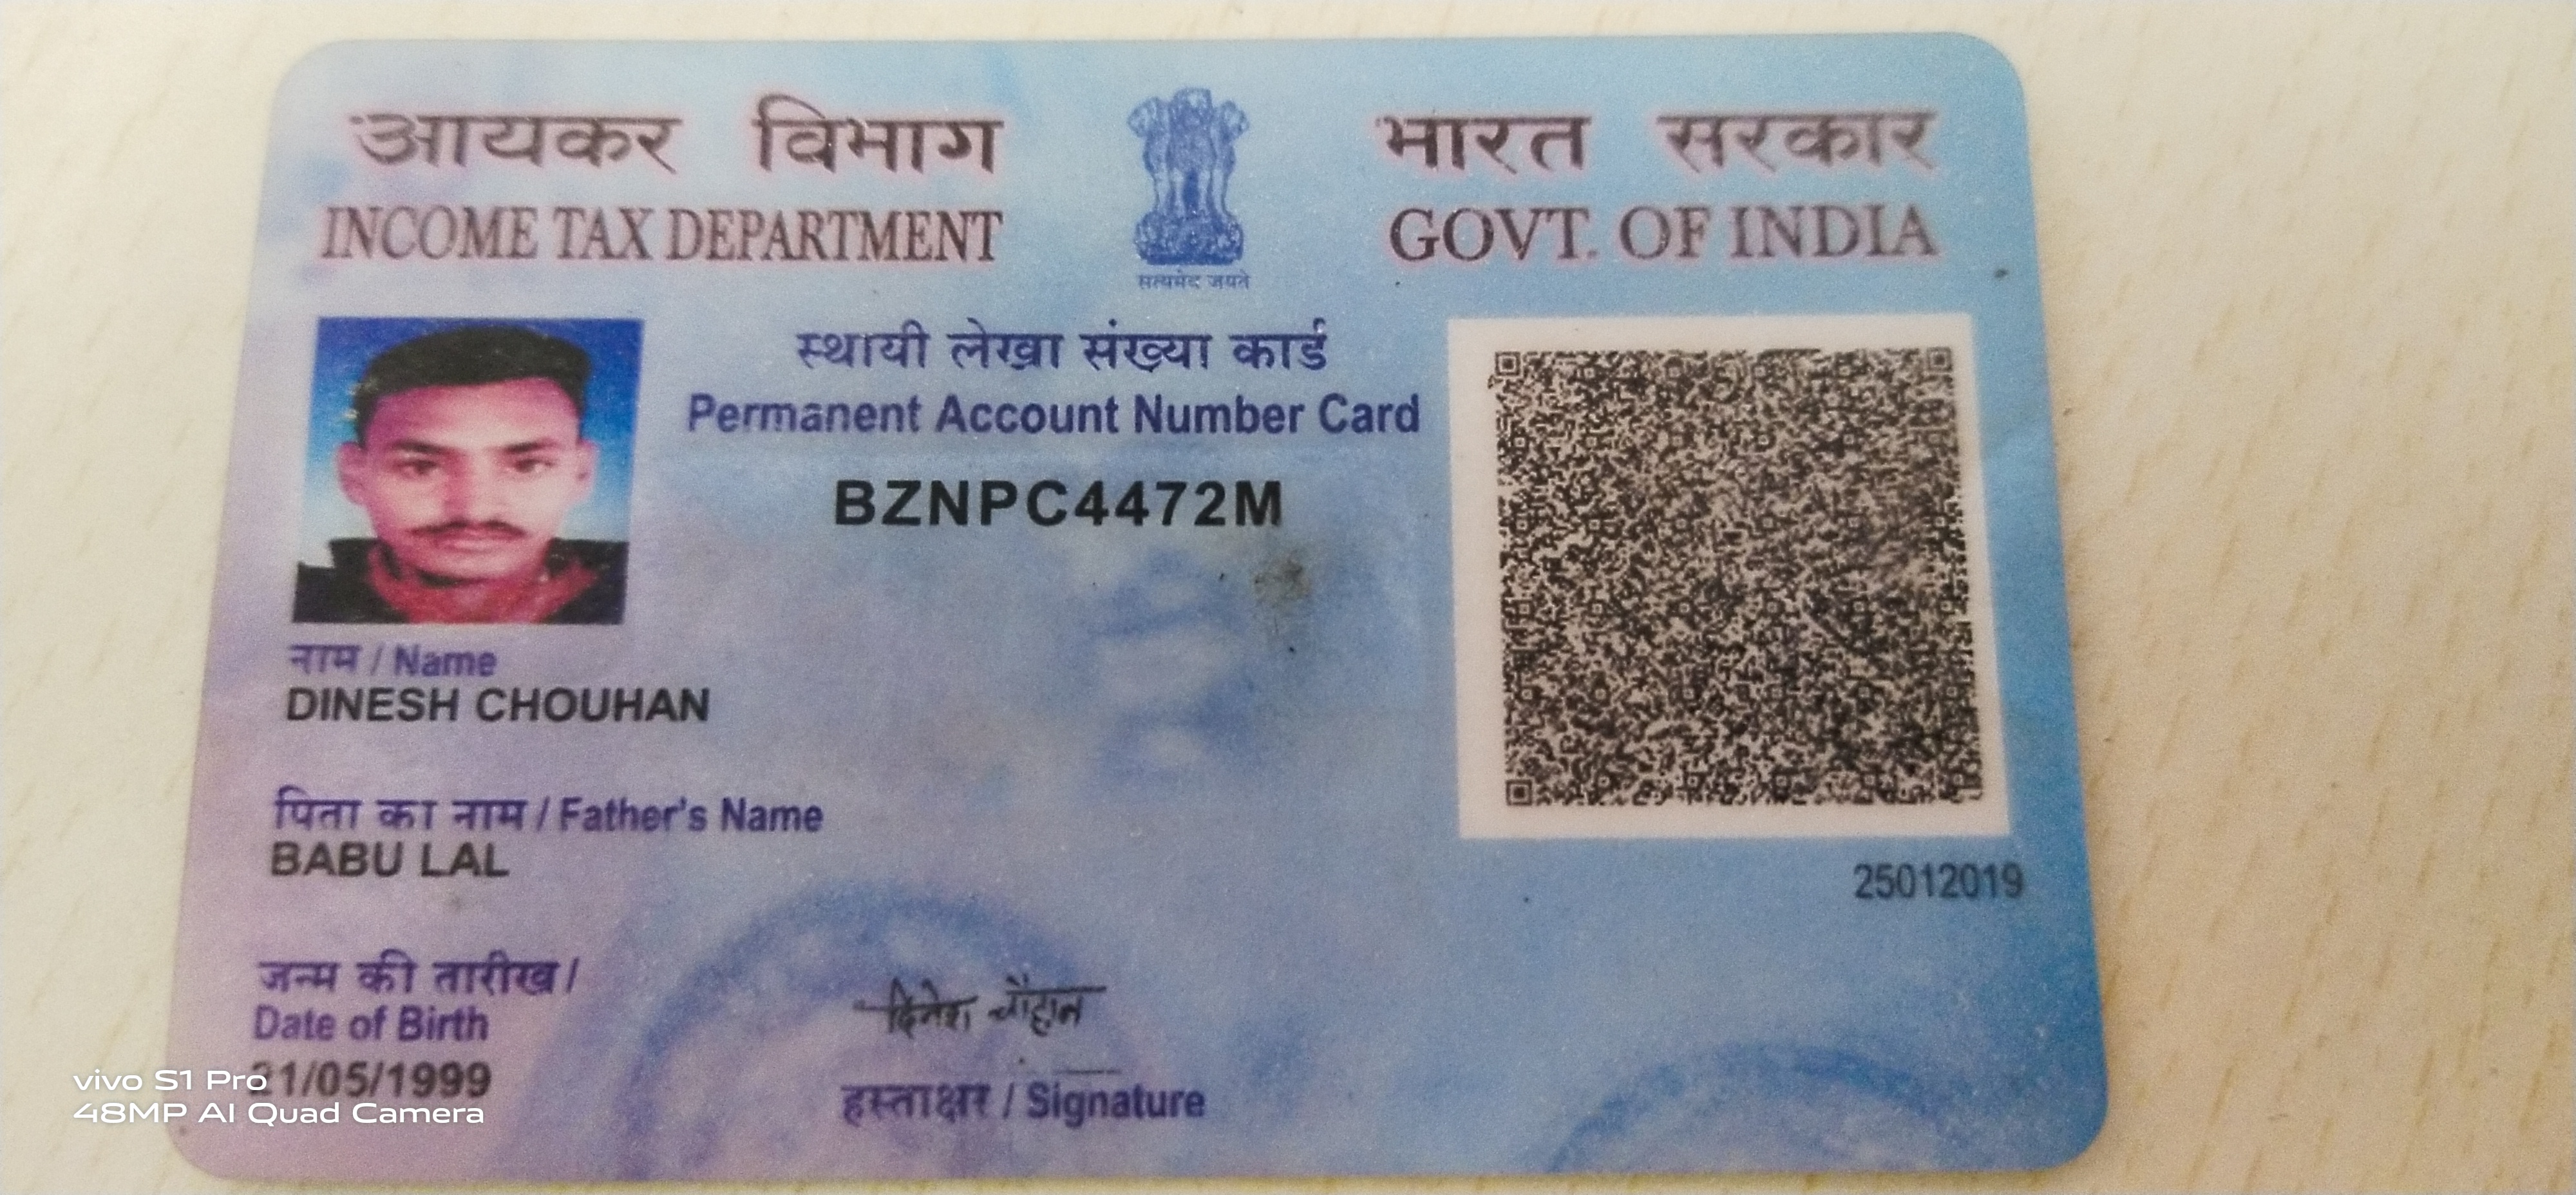 आयकर विभाग
INCOME TAX DEPARTMENT
सत्यमेव जयते
भारत सरकार
GOVT. OF INDIA
स्थायी लेखा संख्या कार्ड
Permanent Account Number Card
BZNPC4472M
नाम / Name
DINESH CHOUHAN
पिता का नाम / Father's Name
BABU LAL
25012019
जन्म की तारीख /
Date of Birth
31/05/1999
दिनेश चौहान
हस्ताक्षर / Signature
vivo S1 Pro
48MP AI Quad Camera